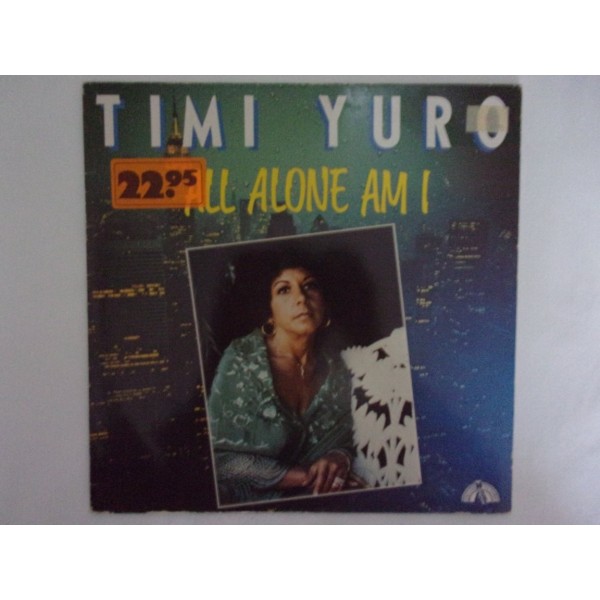 TIMI YURO
22.95
ALL ALONE AM I